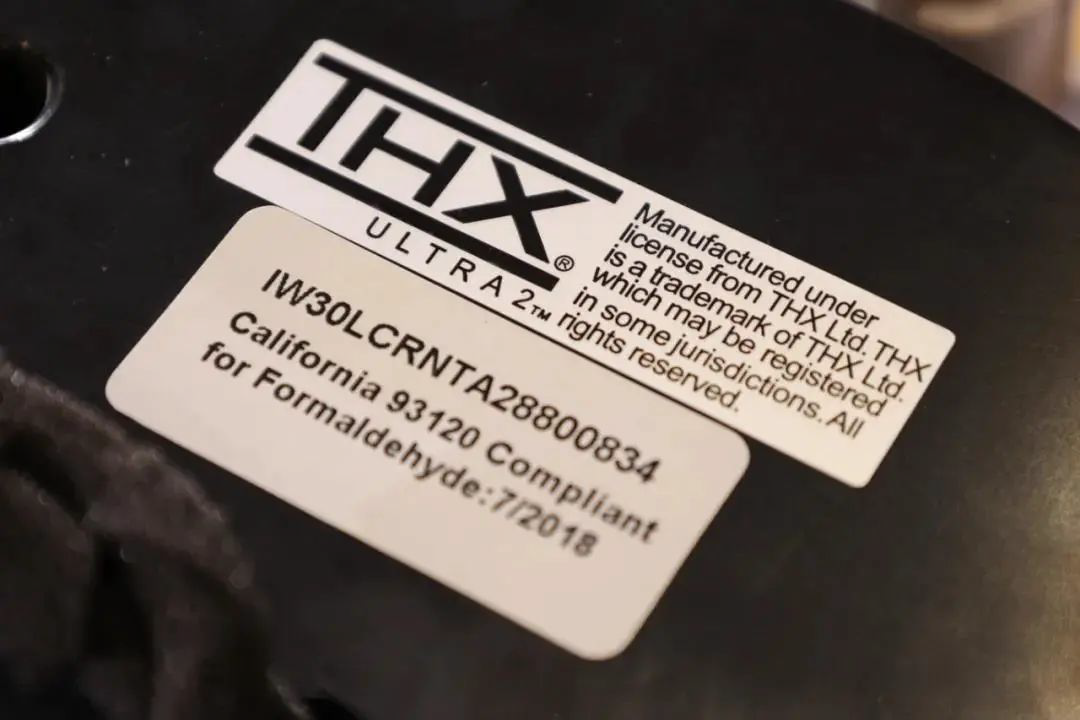 THX®
ULTRA 2™
Manufactured under
license from THX Ltd. THX
is a trademark of THX Ltd.
which may be registered
in some jurisdictions. All
rights reserved.
IW30LCRNTA28800834
California 93120 Compliant
for Formaldehyde:7/2018